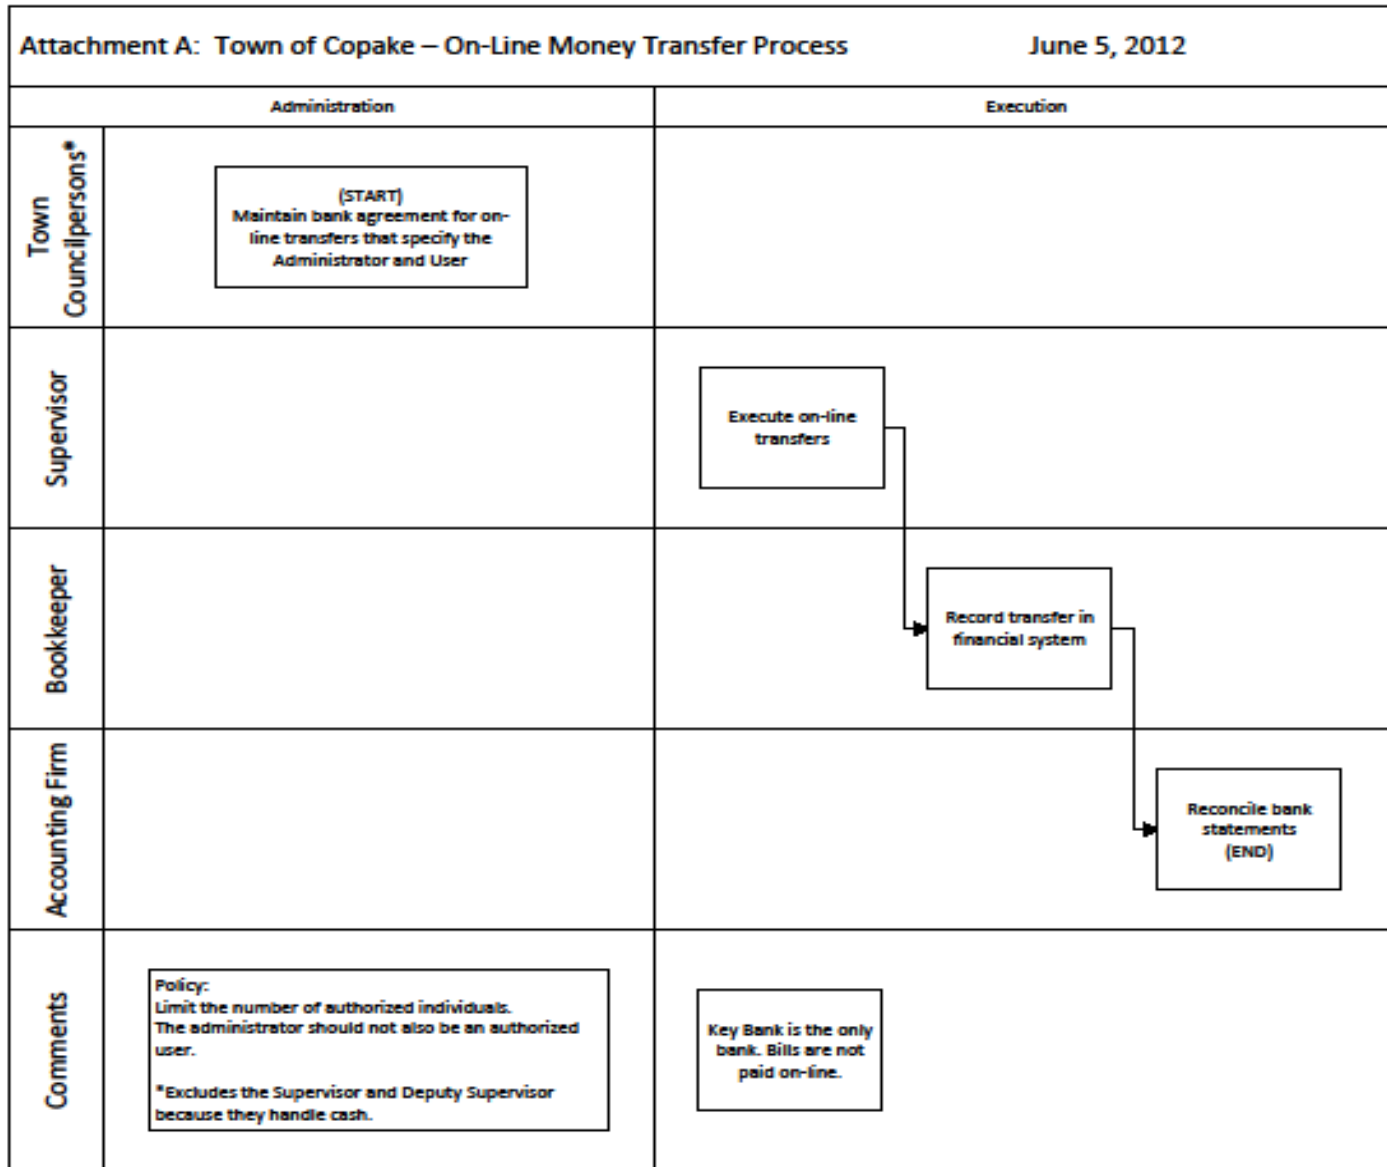 Attachment A: Town of Copake – On-Line Money Transfer Process June 5, 2012
Administration
Execution
Town
Councilpersons*
(START)
Maintain bank agreement for on-
line transfers that specify the
Administrator and User
Supervisor
Execute on-line
transfers
Bookkeeper
Record transfer in
financial system
Accounting Firm
Reconcile bank
statements
(END)
Comments
Policy:
Limit the number of authorized individuals.
The administrator should not also be an authorized
user.
*Excludes the Supervisor and Deputy Supervisor
because they handle cash.
Key Bank is the only
bank. Bills are not
paid on-line.